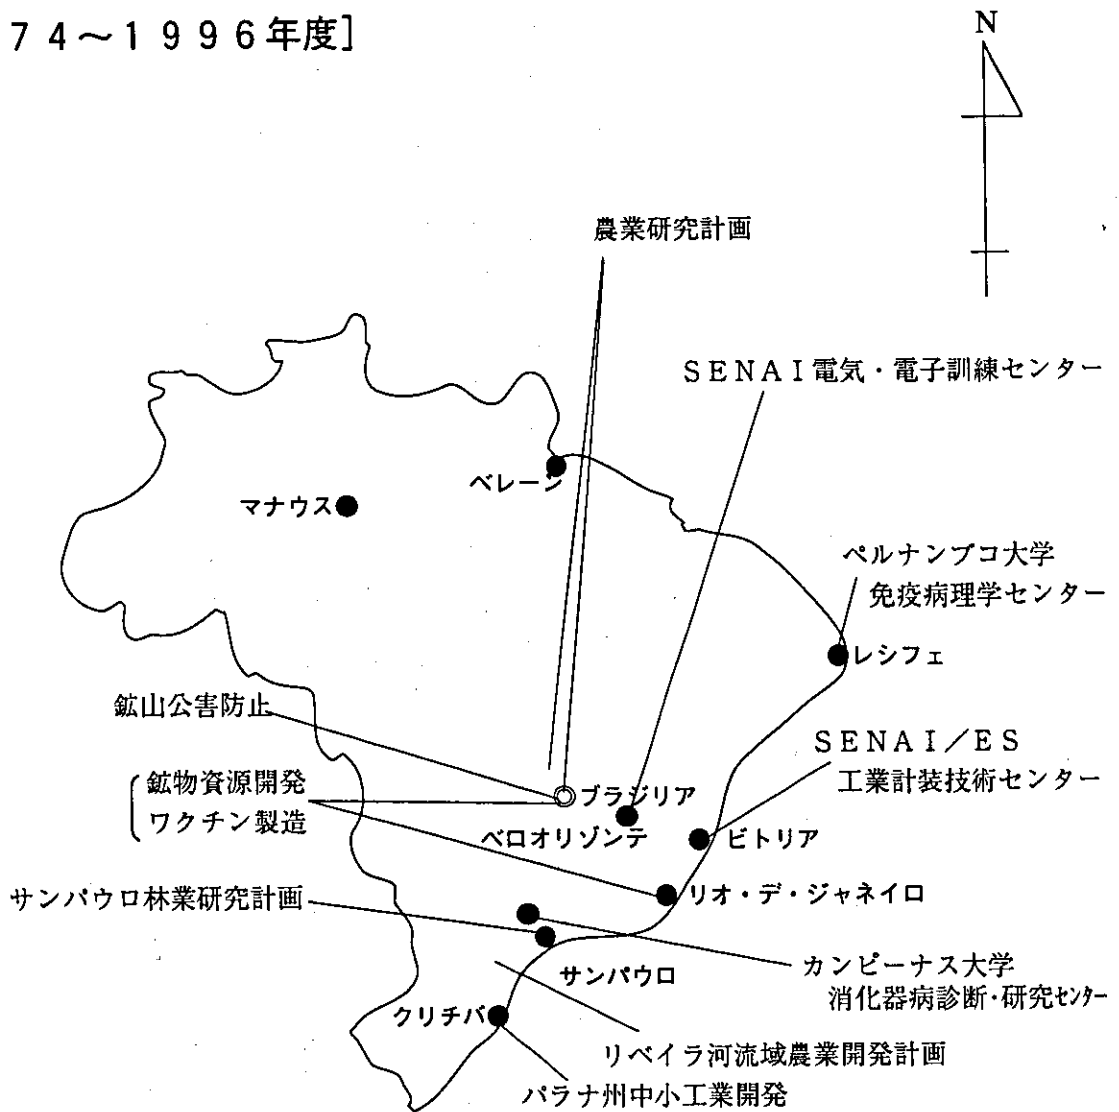 ７４～１９９６年度]
N
農業研究計画
ＳＥＮＡＩ電気・電子訓練センター
ベレーン
マナウス
ペルナンブコ大学
免疫病理学センター
レシフェ
鉱山公害防止
ＳＥＮＡＩ／ＥＳ
工業計装技術センター
鉱物資源開発
ワクチン製造
ブラジリア
ベロオリゾンテ
ビトリア
サンパウロ林業研究計画
リオ・デ・ジャネイロ
サンパウロ
カンピーナス大学
消化器病診断・研究センター
クリチバ
リベイラ河流域農業開発計画
パラナ州中小工業開発